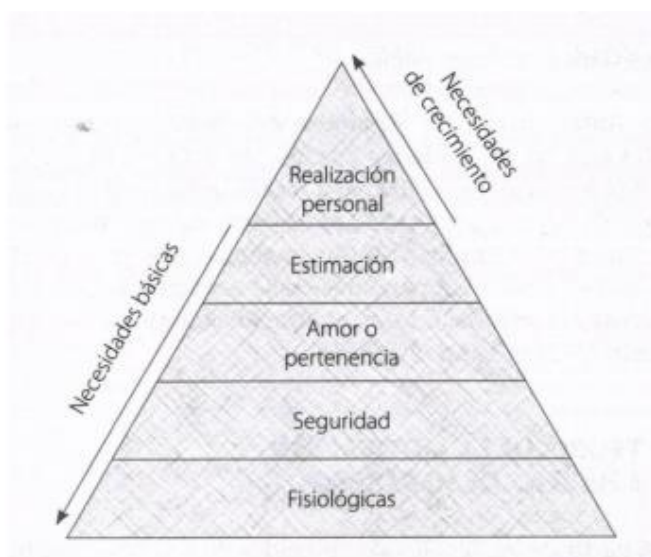 Necesidades
de crecimiento
Realización
personal
Necesidades básicas
Estimación
Amor o
pertenencia
Seguridad
Fisiológicas